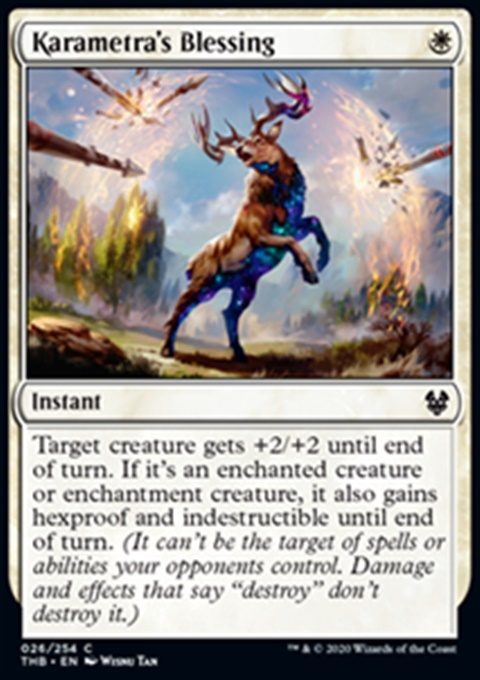 Karametra's Blessing
Instant
Target creature gets +2/+2 until end
of turn. If it's an enchanted creature
or enchantment creature, it also gains
hexproof and indestructible until end
of turn. (It can't be the target of spells or
abilities your opponents control. Damage
and effects that say "destroy" don't
destroy it.)
026/254 C
THB • EN Wisnu Tan
™ & © 2020 Wizards of the Coast